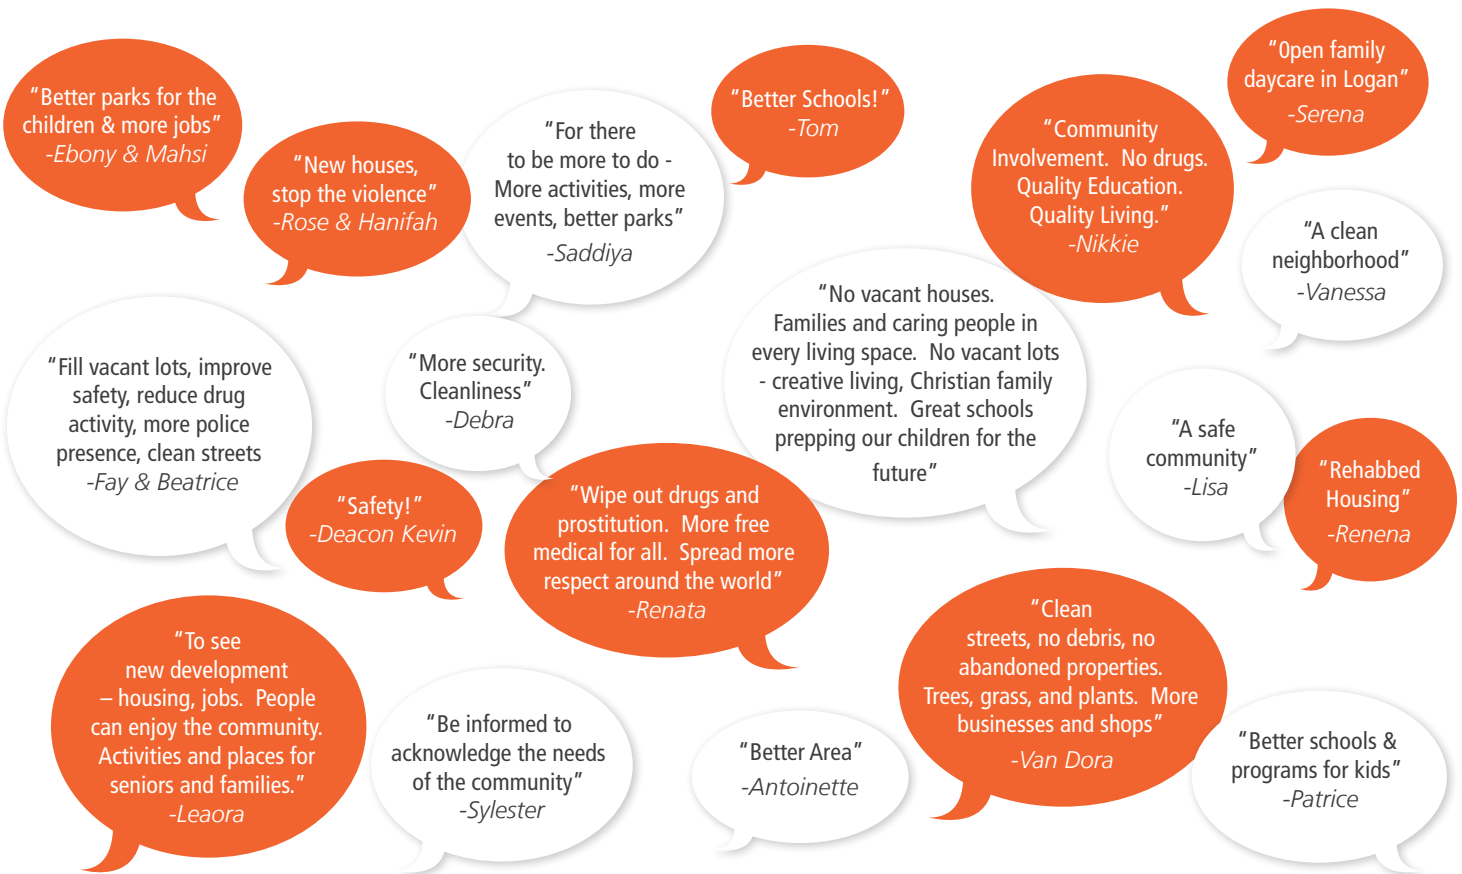 “Better parks for the
children & more jobs”
-Ebony & Mahsi
“New houses,
stop the violence”
-Rose & Hanifah
“For there
to be more to do -
More activities, more
events, better parks”
-Saddiya
“Better Schools!”
-Tom
“Community
Involvement.  No drugs.
Quality Education.
Quality Living.”
-Nikkie
“Open family
daycare in Logan”
-Serena
“A clean
neighborhood”
-Vanessa
“Fill vacant lots, improve
safety, reduce drug
activity, more police
presence, clean streets
-Fay & Beatrice
“More security.
Cleanliness”
-Debra
“No vacant houses.
Families and caring people in
every living space.  No vacant lots
- creative living, Christian family
environment.  Great schools
prepping our children for the
future”
“A safe
community”
-Lisa
“Rehabbed
Housing”
-Renena
“Safety!”
-Deacon Kevin
“Wipe out drugs and
prostitution.  More free
medical for all.  Spread more
respect around the world”
-Renata
“To see
new development
– housing, jobs.  People
can enjoy the community.
Activities and places for
seniors and families.”
-Leaora
“Be informed to
acknowledge the needs
of the community”
-Sylester
“Better Area”
-Antoinette
“Clean
streets, no debris, no
abandoned properties.
Trees, grass, and plants.  More
businesses and shops”
-Van Dora
“Better schools &
programs for kids”
-Patrice